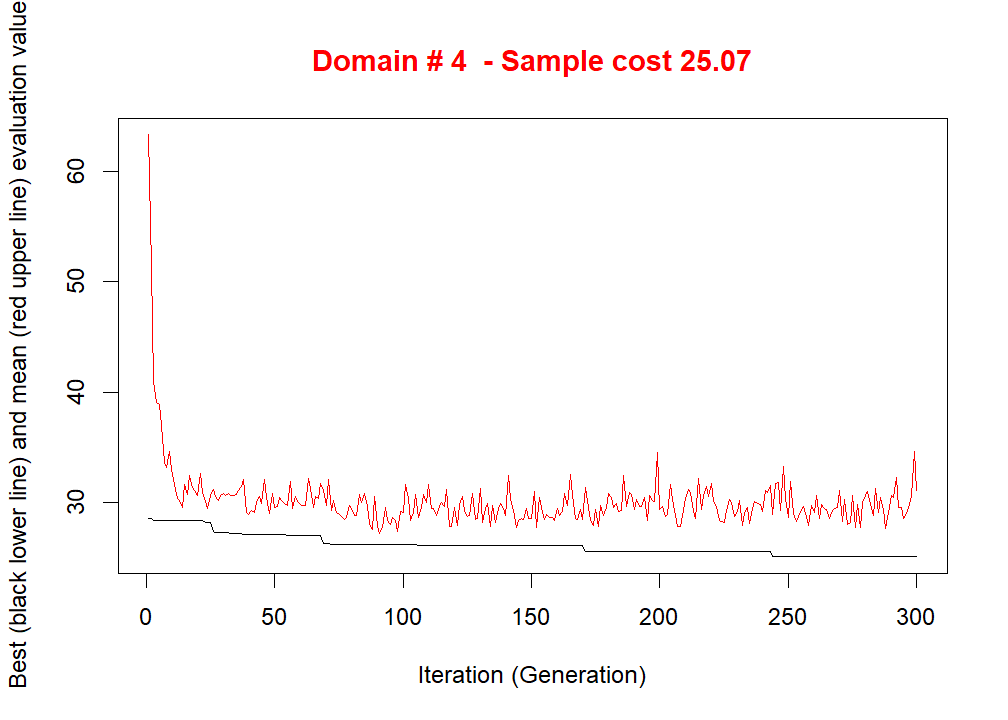 Domain # 4  - Sample cost 25.07
Best (black lower line) and mean (red upper line) evaluation value
60
50
40
30
0 50 100 150 200 250 300
Iteration (Generation)